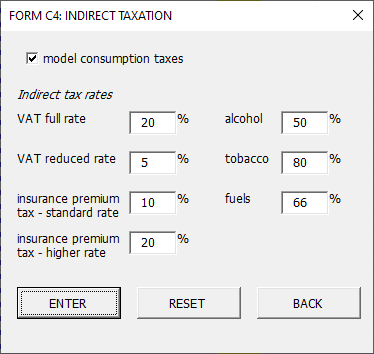 FORM C4: INDIRECT TAXATION
model consumption taxes
Indirect tax rates
VAT full rate 20 % alcohol 50 %
VAT reduced rate 5 % tobacco 80 %
insurance premium
tax - standard rate 10 % fuels 66 %
insurance premium
tax - higher rate 20 %
ENTER RESET BACK